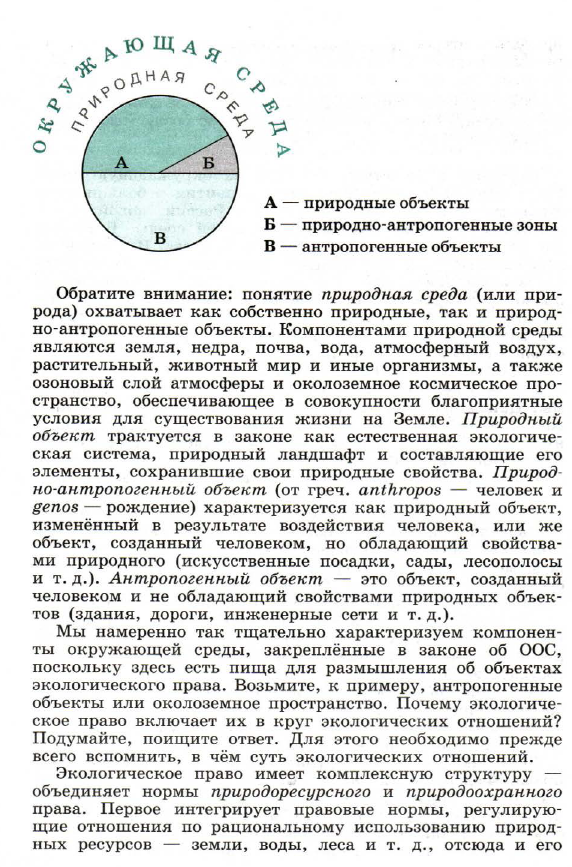 ОКРУЖАЮЩАЯ СРЕДА
ПРИРОДНАЯ СРЕДА
А
Б
В
А — природные объекты
Б — природно-антропогенные зоны
В — антропогенные объекты
Обратите внимание: понятие природная среда (или при-
рода) охватывает как собственно природные, так и природ-
но-антропогенные объекты. Компонентами природной среды
являются земля, недра, почва, вода, атмосферный воздух,
растительный, животный мир и иные организмы, а также
озоновый слой атмосферы и околоземное космическое про-
странство, обеспечивающее в совокупности благоприятные
условия для существования жизни на Земле. Природный
объект трактуется в законе как естественная экологиче-
ская система, природный ландшафт и составляющие его
элементы, сохранившие свои природные свойства. Природ-
но-антропогенный объект (от греч. anthropos — человек и
genos — рождение) характеризуется как природный объект,
изменённый в результате воздействия человека, или же
объект, созданный человеком, но обладающий свойства-
ми природного (искусственные посадки, сады, лесополосы
и т. д.). Антропогенный объект — это объект, созданный
человеком и не обладающий свойствами природных объек-
тов (здания, дороги, инженерные сети и т. д.).
Мы намеренно так тщательно характеризуем компонен-
ты окружающей среды, закреплённые в законе об ООС,
поскольку здесь есть пища для размышления об объектах
экологического права. Возьмите, к примеру, антропогенные
объекты или околоземное пространство. Почему экологиче-
ское право включает их в круг экологических отношений?
Подумайте, поищите ответ. Для этого необходимо прежде
всего вспомнить, в чём суть экологических отношений.
Экологическое право имеет комплексную структуру —
объединяет нормы природоресурсного и природоохранного
права. Первое интегрирует правовые нормы, регулирую-
щие отношения по рациональному использованию природ-
ных ресурсов — земли, воды, леса и т. д., отсюда и его